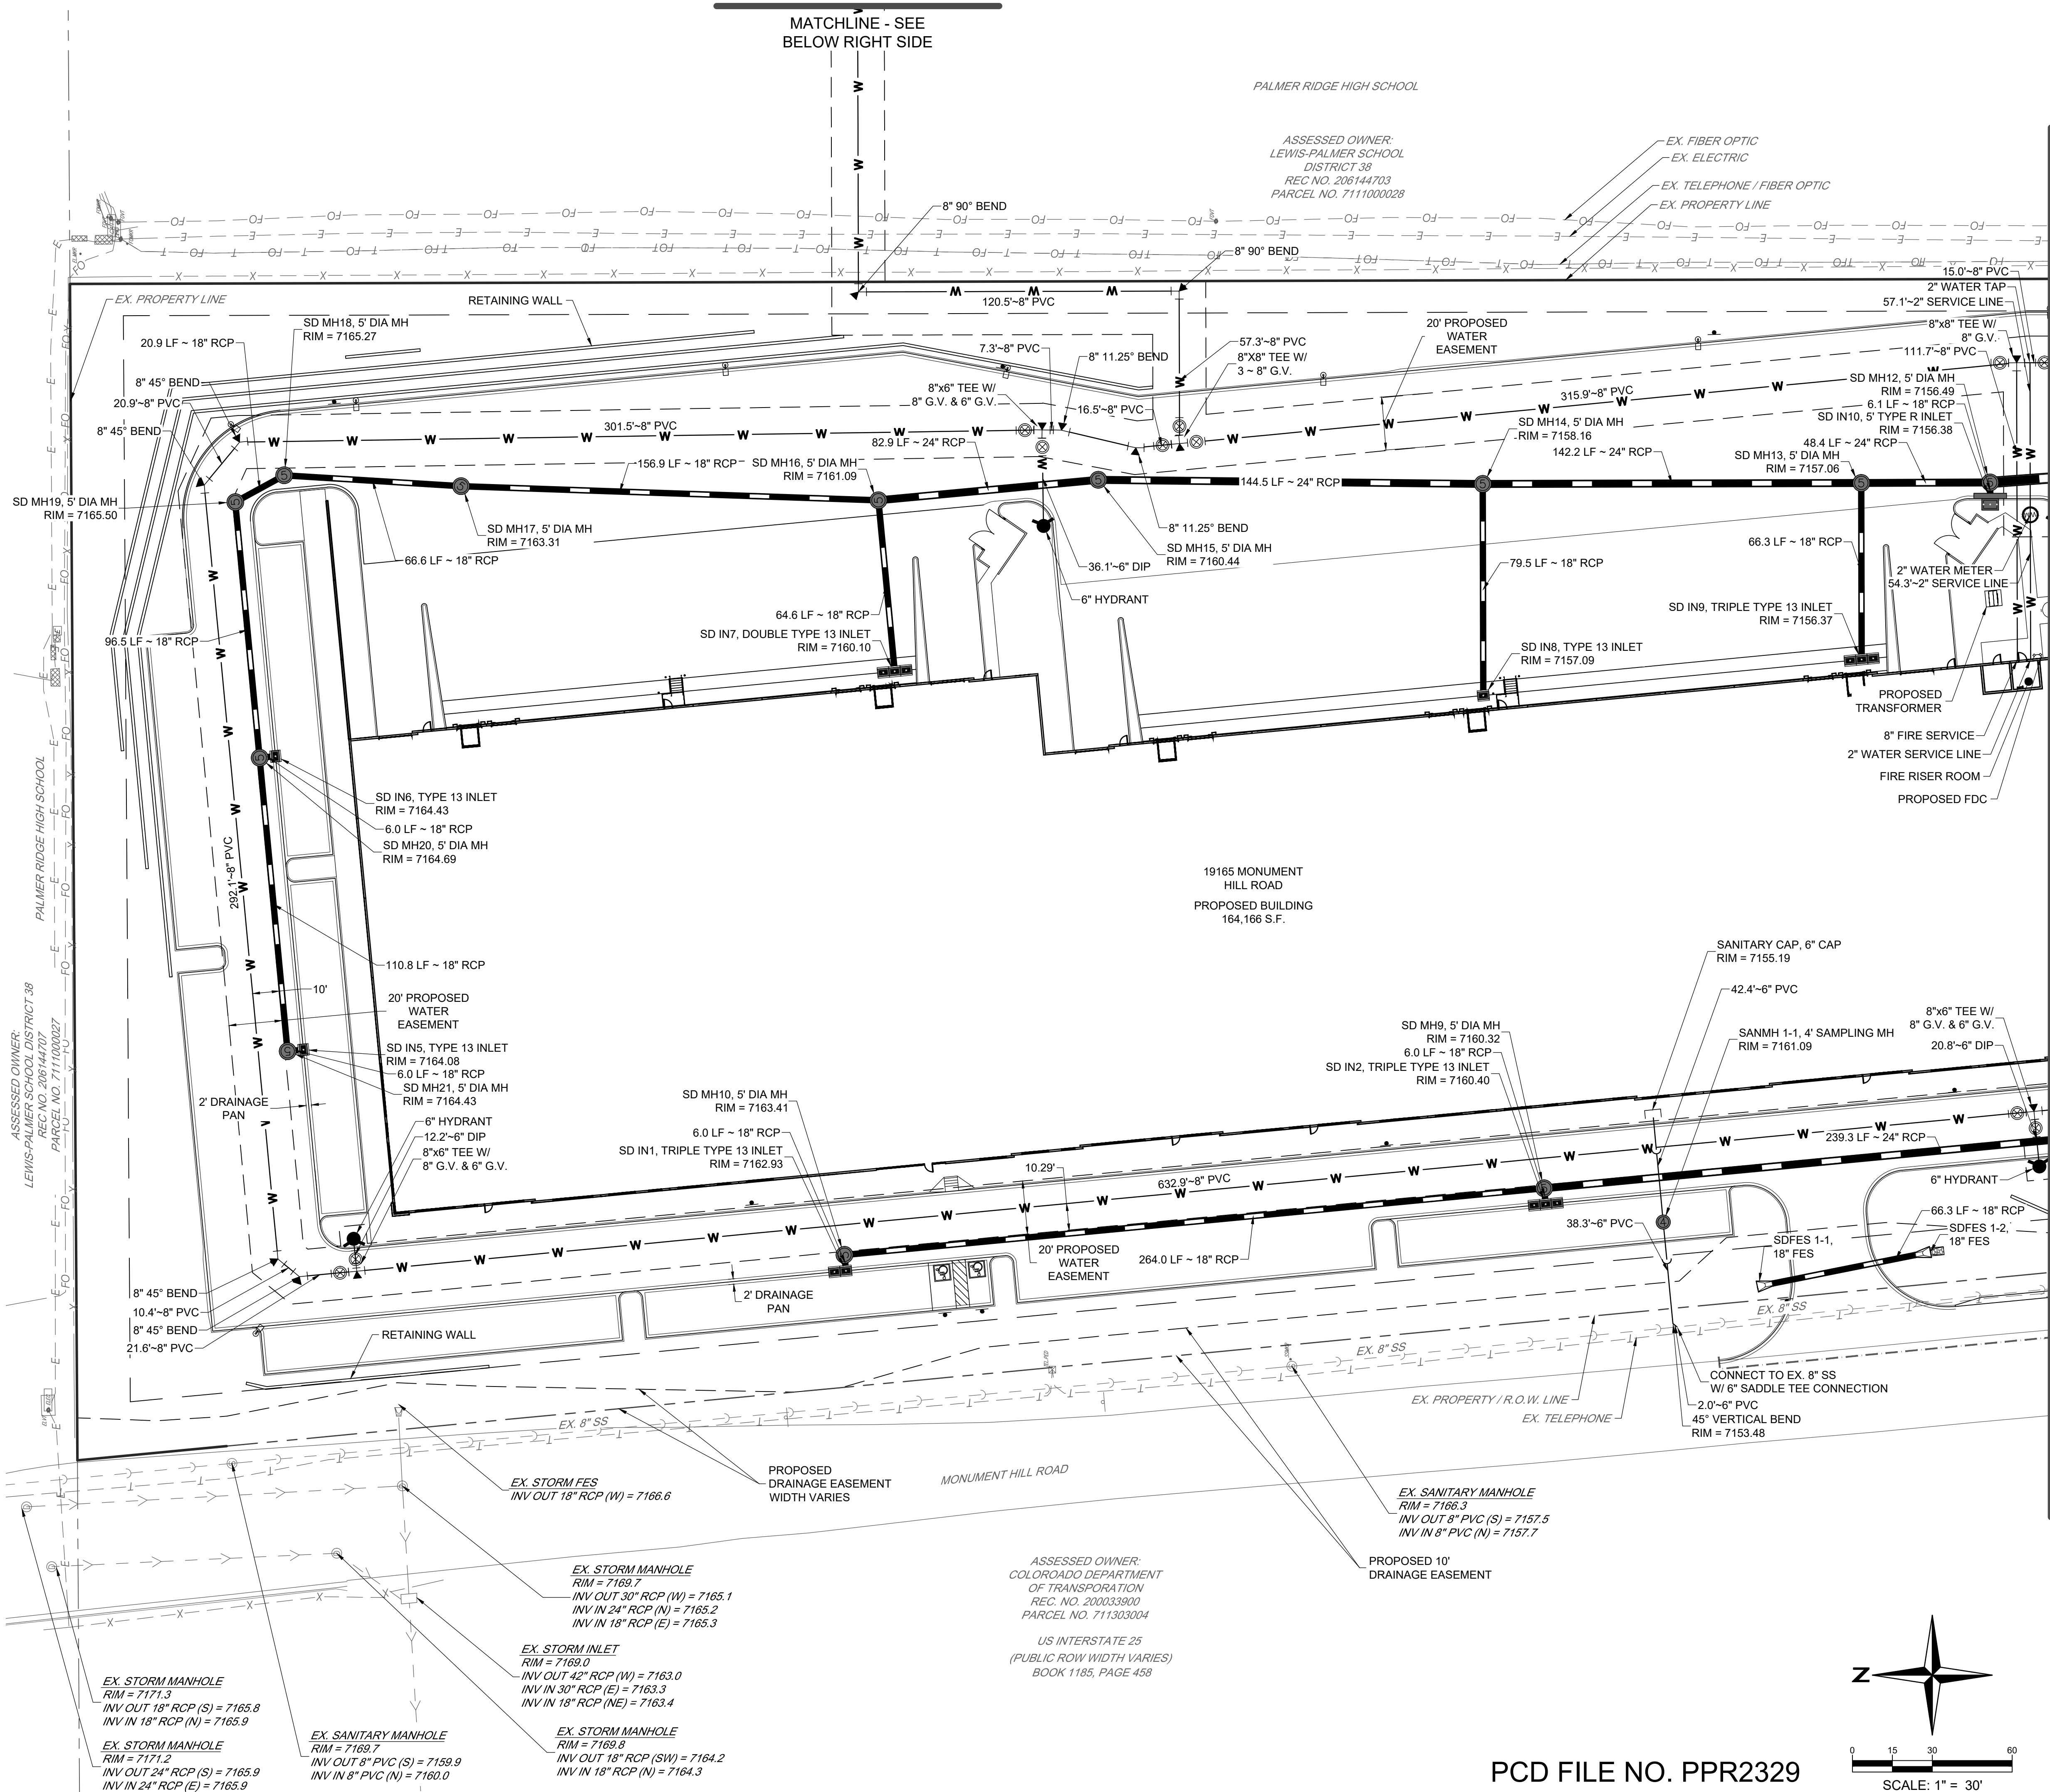 MATCHLINE - SEE
BELOW RIGHT SIDE
PALMER RIDGE HIGH SCHOOL
ASSESSED OWNER:
LEWIS-PALMER SCHOOL
DISTRICT 38
REC NO. 206144703
PARCEL NO. 7111000028
EX. FIBER OPTIC
EX. ELECTRIC
EX. TELEPHONE / FIBER OPTIC
EX. PROPERTY LINE
8" 90° BEND
8" 90° BEND
120.5'~8" PVC
EX. PROPERTY LINE
RETAINING WALL
SD MH18, 5' DIA MH
RIM = 7165.27
20.9 LF ~ 18" RCP
8" 45° BEND
20.9'~8" PVC
8" 45° BEND
SD MH19, 5' DIA MH
RIM = 7165.50
301.5'~8" PVC
7.3'~8" PVC
8" 11.25° BEND
8"x6" TEE W/
8" G.V. & 6" G.V.
16.5'~8" PVC
57.3'~8" PVC
8"X8" TEE W/
3 ~ 8" G.V.
20' PROPOSED
WATER
EASEMENT
315.9'~8" PVC
15.0'~8" PVC
2" WATER TAP
57.1'~2" SERVICE LINE
8"x8" TEE W/
8" G.V.
111.7'~8" PVC
SD MH12, 5' DIA MH
RIM = 7156.49
6.1 LF ~ 18" RCP
SD IN10, 5' TYPE R INLET
RIM = 7156.38
48.4 LF ~ 24" RCP
SD MH13, 5' DIA MH
RIM = 7157.06
SD MH14, 5' DIA MH
RIM = 7158.16
142.2 LF ~ 24" RCP
144.5 LF ~ 24" RCP
82.9 LF ~ 24" RCP
156.9 LF ~ 18" RCP
SD MH16, 5' DIA MH
RIM = 7161.09
SD MH17, 5' DIA MH
RIM = 7163.31
66.6 LF ~ 18" RCP
8" 11.25° BEND
SD MH15, 5' DIA MH
RIM = 7160.44
36.1'~6" DIP
6" HYDRANT
79.5 LF ~ 18" RCP
66.3 LF ~ 18" RCP
2" WATER METER
54.3'~2" SERVICE LINE
64.6 LF ~ 18" RCP
SD IN7, DOUBLE TYPE 13 INLET
RIM = 7160.10
SD IN9, TRIPLE TYPE 13 INLET
RIM = 7156.37
SD IN8, TYPE 13 INLET
RIM = 7157.09
PROPOSED
TRANSFORMER
8" FIRE SERVICE
2" WATER SERVICE LINE
FIRE RISER ROOM
PROPOSED FDC
96.5 LF ~ 18" RCP
SD IN6, TYPE 13 INLET
RIM = 7164.43
6.0 LF ~ 18" RCP
SD MH20, 5' DIA MH
RIM = 7164.69
292.1'~8" PVC
PALMER RIDGE HIGH SCHOOL
19165 MONUMENT
HILL ROAD
PROPOSED BUILDING
164,166 S.F.
110.8 LF ~ 18" RCP
10'
20' PROPOSED
WATER
EASEMENT
ASSESSED OWNER:
LEWIS-PALMER SCHOOL DISTRICT 38
REC NO. 206144707
PARCEL NO. 7111000027
SD IN5, TYPE 13 INLET
RIM = 7164.08
6.0 LF ~ 18" RCP
SD MH21, 5' DIA MH
RIM = 7164.43
2' DRAINAGE
PAN
6" HYDRANT
12.2'~6" DIP
8"x6" TEE W/
8" G.V. & 6" G.V.
SD MH10, 5' DIA MH
RIM = 7163.41
6.0 LF ~ 18" RCP
SD IN1, TRIPLE TYPE 13 INLET
RIM = 7162.93
10.29'
632.9'~8" PVC
SANITARY CAP, 6" CAP
RIM = 7155.19
42.4'~6" PVC
SANMH 1-1, 4' SAMPLING MH
RIM = 7161.09
SD MH9, 5' DIA MH
RIM = 7160.32
6.0 LF ~ 18" RCP
SD IN2, TRIPLE TYPE 13 INLET
RIM = 7160.40
8"x6" TEE W/
8" G.V. & 6" G.V.
20.8'~6" DIP
239.3 LF ~ 24" RCP
6" HYDRANT
66.3 LF ~ 18" RCP
SDFES 1-2,
18" FES
SDFES 1-1,
18" FES
38.3'~6" PVC
264.0 LF ~ 18" RCP
20' PROPOSED
WATER
EASEMENT
2' DRAINAGE
PAN
8" 45° BEND
10.4'~8" PVC
8" 45° BEND
21.6'~8" PVC
RETAINING WALL
EX. 8" SS
EX. 8" SS
EX. 8" SS
EX. PROPERTY / R.O.W. LINE
EX. TELEPHONE
CONNECT TO EX. 8" SS
W/ 6" SADDLE TEE CONNECTION
2.0'~6" PVC
45° VERTICAL BEND
RIM = 7153.48
PROPOSED
DRAINAGE EASEMENT
WIDTH VARIES
MONUMENT HILL ROAD
EX. STORM FES
INV OUT 18" RCP (W) = 7166.6
EX. SANITARY MANHOLE
RIM = 7166.3
INV OUT 8" PVC (S) = 7157.5
INV IN 8" PVC (N) = 7157.7
PROPOSED 10'
DRAINAGE EASEMENT
EX. STORM MANHOLE
RIM = 7169.7
INV OUT 30" RCP (W) = 7165.1
INV IN 24" RCP (N) = 7165.2
INV IN 18" RCP (E) = 7165.3
ASSESSED OWNER:
COLOROADO DEPARTMENT
OF TRANSPORATION
REC. NO. 200033900
PARCEL NO. 711303004
US INTERSTATE 25
(PUBLIC ROW WIDTH VARIES)
BOOK 1185, PAGE 458
EX. STORM INLET
RIM = 7169.0
INV OUT 42" RCP (W) = 7163.0
INV IN 30" RCP (E) = 7163.3
INV IN 18" RCP (NE) = 7163.4
EX. STORM MANHOLE
RIM = 7171.3
INV OUT 18" RCP (S) = 7165.8
INV IN 18" RCP (N) = 7165.9
EX. STORM MANHOLE
RIM = 7171.2
INV OUT 24" RCP (S) = 7165.9
INV IN 24" RCP (E) = 7165.9
EX. SANITARY MANHOLE
RIM = 7169.7
INV OUT 8" PVC (S) = 7159.9
INV IN 8" PVC (N) = 7160.0
EX. STORM MANHOLE
RIM = 7169.8
INV OUT 18" RCP (SW) = 7164.2
INV IN 18" RCP (N) = 7164.3
PCD FILE NO. PPR2329
N
0 15 30 60
SCALE: 1" = 30'